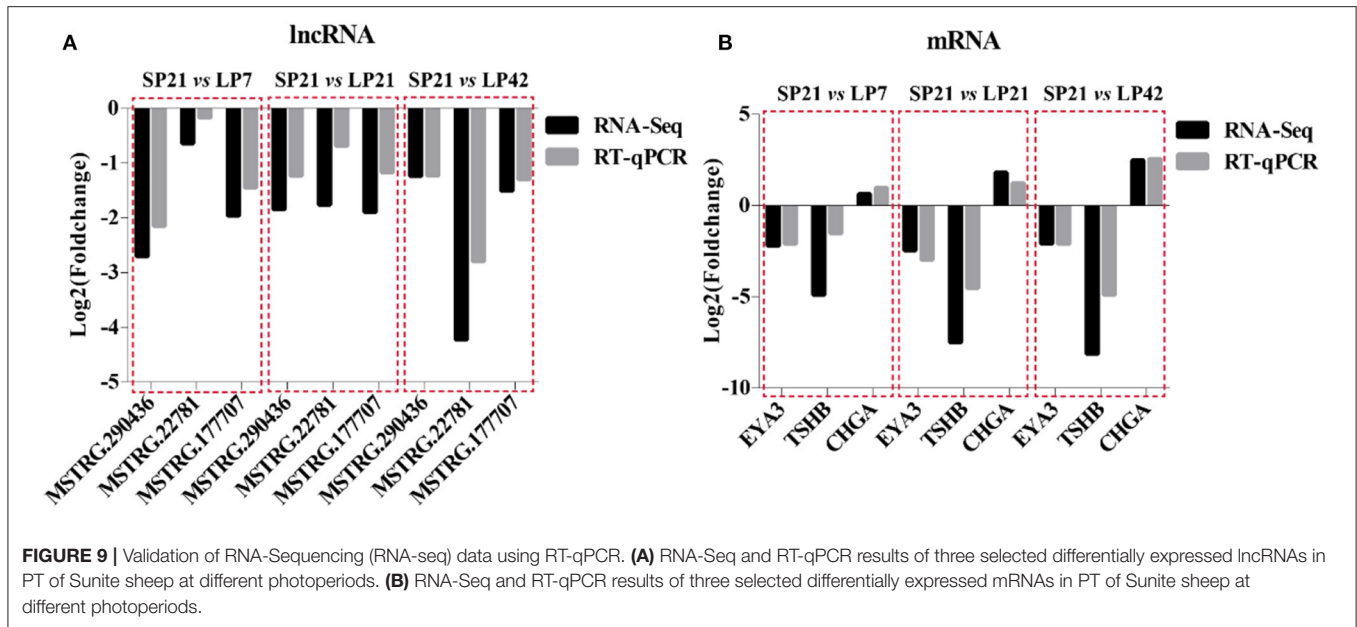 A
lncRNA
SP21 vs LP7
SP21 vs LP21
SP21 vs LP42
0
-1
-2
-3
-4
-5
Log2(Foldchange)
RNA-Seq
RT-qPCR
MSTRG.290436
MSTRG.22781
MSTRG.177707
MSTRG.290436
MSTRG.22781
MSTRG.177707
MSTRG.290436
MSTRG.22781
MSTRG.177707
B
mRNA
SP21 vs LP7
SP21 vs LP21
SP21 vs LP42
5
0
-5
-10
Log2(Foldchange)
RNA-Seq
RT-qPCR
EYA3
TSHB
CHGA
EYA3
TSHB
CHGA
EYA3
TSHB
CHGA
FIGURE 9 | Validation of RNA-Sequencing (RNA-seq) data using RT-qPCR. (A) RNA-Seq and RT-qPCR results of three selected differentially expressed lncRNAs in
PT of Sunite sheep at different photoperiods. (B) RNA-Seq and RT-qPCR results of three selected differentially expressed mRNAs in PT of Sunite sheep at
different photoperiods.